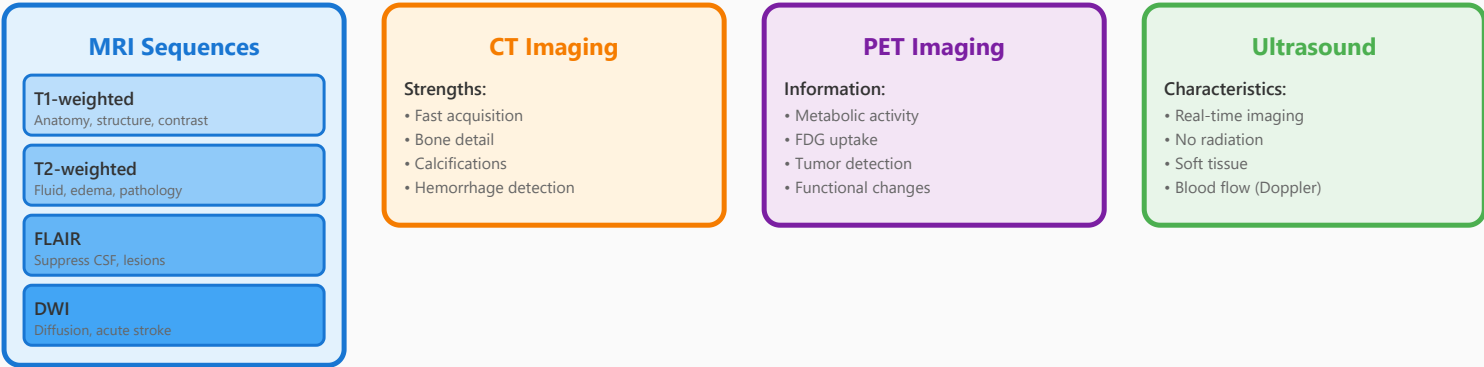 MRI Sequences
T1-weighted
Anatomy, structure, contrast
T2-weighted
Fluid, edema, pathology
FLAIR
Suppress CSF, lesions
DWI
Diffusion, acute stroke
CT Imaging
Strengths:
• Fast acquisition
• Bone detail
• Calcifications
• Hemorrhage detection
PET Imaging
Information:
• Metabolic activity
• FDG uptake
• Tumor detection
• Functional changes
Ultrasound
Characteristics:
• Real-time imaging
• No radiation
• Soft tissue
• Blood flow (Doppler)